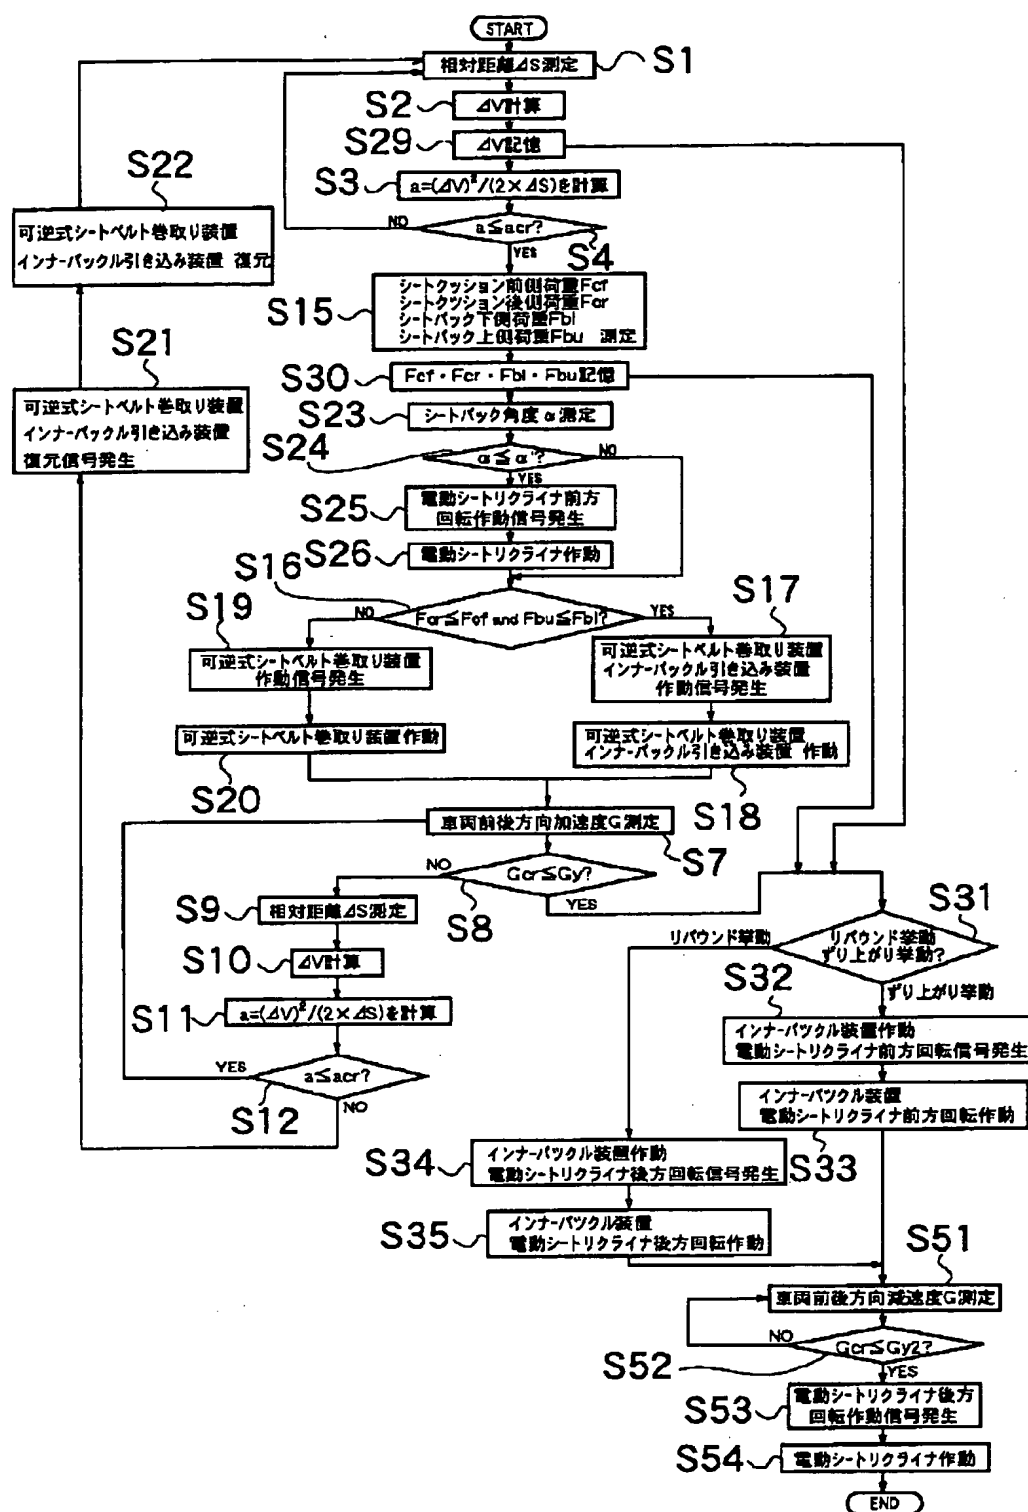 START
相対距離⊿S測定
S1
S2
⊿V計算
S29
⊿V記憶
S3
a=(⊿V)²/(2×⊿S)を計算
NO
a≦acr?
S4
YES
S22
可逆式シートベルト巻取り装置
インナーバックル引き込み装置 復元
S15
シートクッション前側荷重Fcf
シートクッション後側荷重Fcr
シートバック下側荷重Fbl
シートバック上側荷重Fbu 測定
S21
可逆式シートベルト巻取り装置
インナーバックル引き込み装置
復元信号発生
S30
Fcf・Fcr・Fbl・Fbu記憶
S23
シートバック角度α測定
S24
α≦α'?
NO
YES
S25
電動シートリクライナ前方
回転作動信号発生
S26
電動シートリクライナ作動
S16
NO
Fcr≦Fcf and Fbu≦Fbl?
YES
S17
S19
可逆式シートベルト巻取り装置
作動信号発生
可逆式シートベルト巻取り装置
インナーバックル引き込み装置
作動信号発生
可逆式シートベルト巻取り装置作動
S20
可逆式シートベルト巻取り装置
インナーバックル引き込み装置 作動
S18
車両前後方向加速度G測定
S7
NO
Gcr≦Gy?
YES
S8
S9
相対距離⊿S測定
S10
⊿V計算
S11
a=(⊿V)²/(2×⊿S)を計算
YES
a≦acr?
NO
S12
S31
リバウンド挙動
リバウンド挙動
ずり上がり挙動?
ずり上がり挙動
S32
インナーバツクル装置作動
電動シートリクライナ前方回転信号発生
インナーバツクル装置
電動シートリクライナ前方回転作動
S33
S34
インナーバツクル装置作動
電動シートリクライナ後方回転信号発生
S35
インナーバツクル装置
電動シートリクライナ後方回転作動
S51
車両前後方向減速度G測定
NO
Gcr≦Gy2?
S52
YES
S53
電動シートリクライナ後方
回転作動信号発生
S54
電動シートリクライナ作動
END